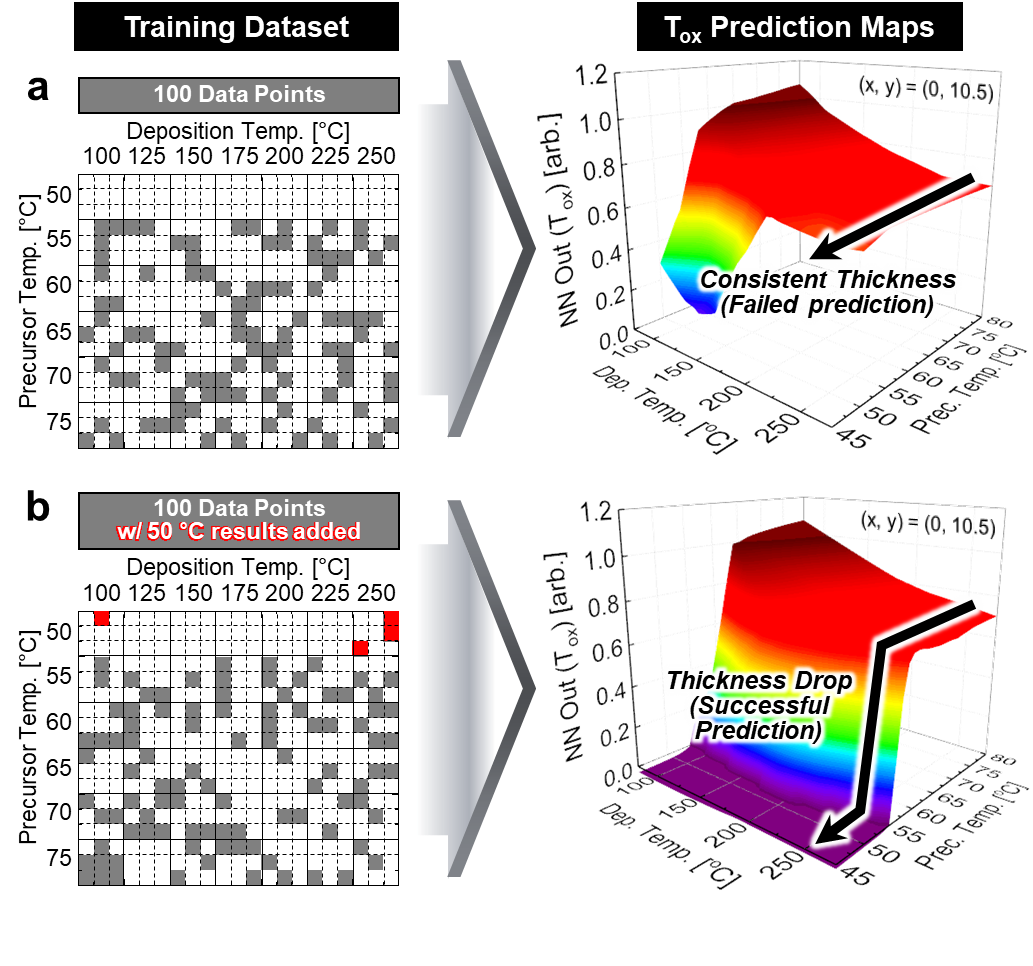 Training Dataset
Tox Prediction Maps
a
100 Data Points
Deposition Temp. [°C]
100 125 150 175 200 225 250
Precursor Temp. [°C]
50
55
60
65
70
75
(x, y) = (0, 10.5)
NN Out (Tox) [arb.]
1.2
1.0
0.8
0.6
0.4
0.2
0.0
Consistent Thickness
(Failed prediction)
100
150
200
250
Dep. Temp. [°C]
45
50
55
60
65
70
75
80
Prec. Temp. [°C]
b
100 Data Points
w/ 50 °C results added
Deposition Temp. [°C]
100 125 150 175 200 225 250
Precursor Temp. [°C]
50
55
60
65
70
75
(x, y) = (0, 10.5)
NN Out (Tox) [arb.]
1.2
1.0
0.8
0.6
0.4
0.2
0.0
Thickness Drop
(Successful
Prediction)
100
150
200
250
Dep. Temp. [°C]
45
50
55
60
65
70
75
80
Prec. Temp. [°C]